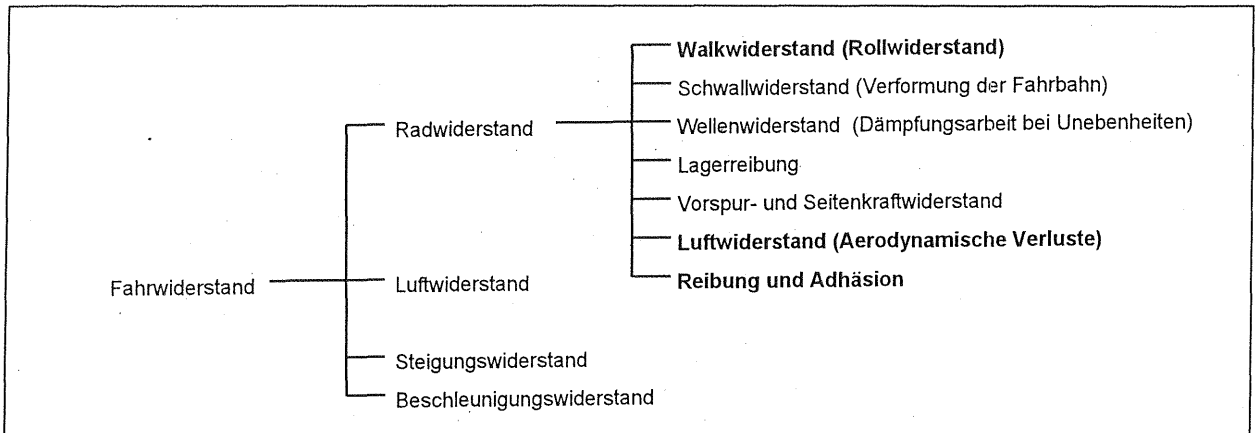 Fahrwiderstand
Radwiderstand
Luftwiderstand
Steigungswiderstand
Beschleunigungswiderstand
Walkwiderstand (Rollwiderstand)
Schwallwiderstand (Verformung der Fahrbahn)
Wellenwiderstand (Dämpfungsarbeit bei Unebenheiten)
Lagerreibung
Vorspur- und Seitenkraftwiderstand
Luftwiderstand (Aerodynamische Verluste)
Reibung und Adhäsion